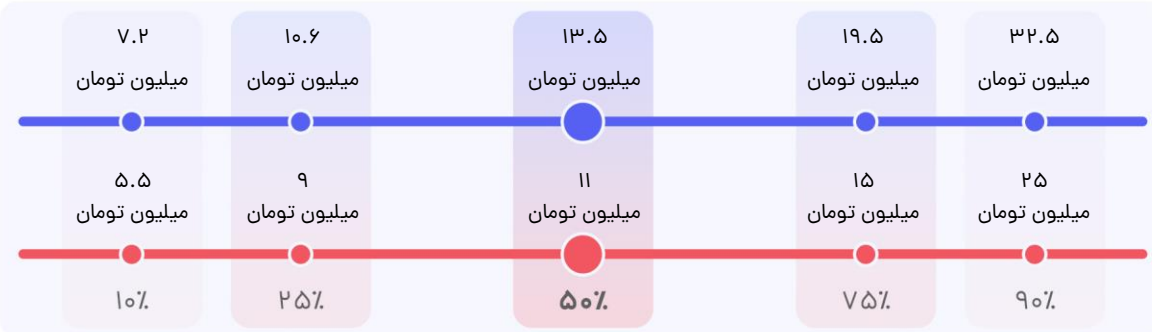 ۷.۲ ۱۰.۶ ۱۳.۵ ۱۹.۵ ۳۲.۵
میلیون تومان میلیون تومان میلیون تومان میلیون تومان میلیون تومان
۵.۵ ۹ ۱۱ ۱۵ ۲۵
میلیون تومان میلیون تومان میلیون تومان میلیون تومان میلیون تومان
۱۰٪ ۲۵٪ ۵۰٪ ۷۵٪ ۹۰٪